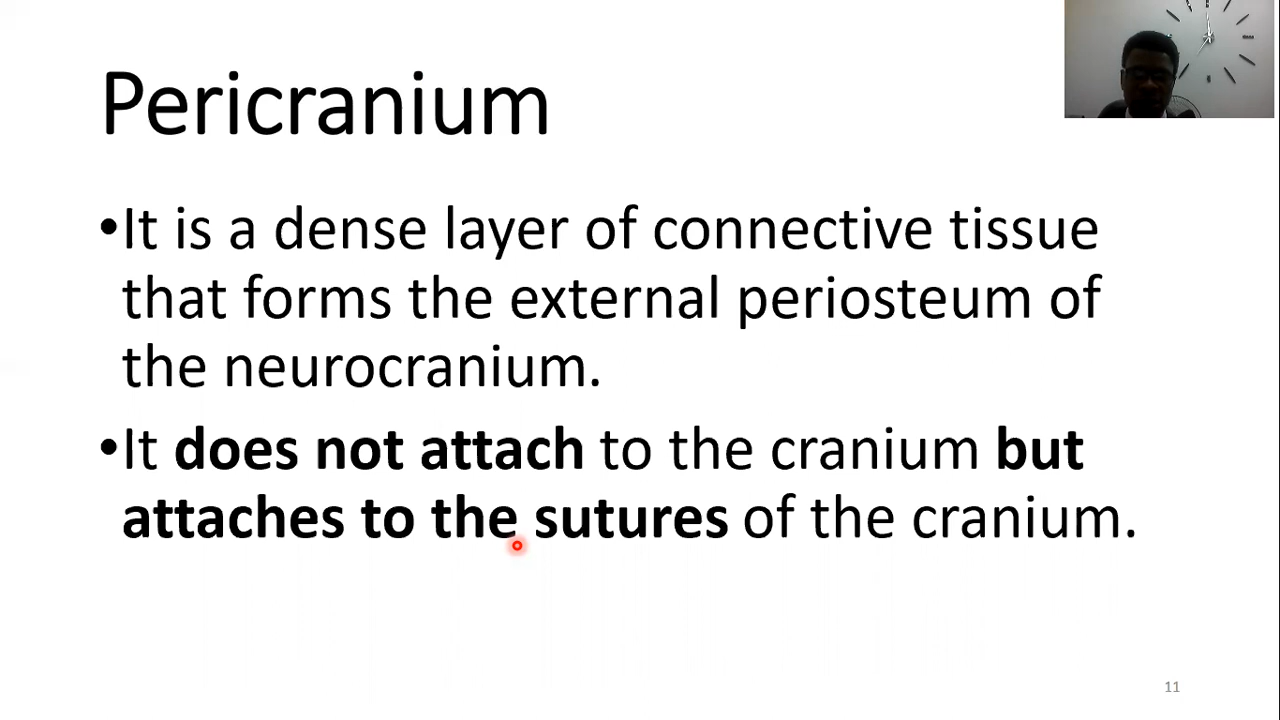 Pericranium
•It is a dense layer of connective tissue
that forms the external periosteum of
the neurocranium.
•It does not attach to the cranium but
attaches to the sutures of the cranium.
11